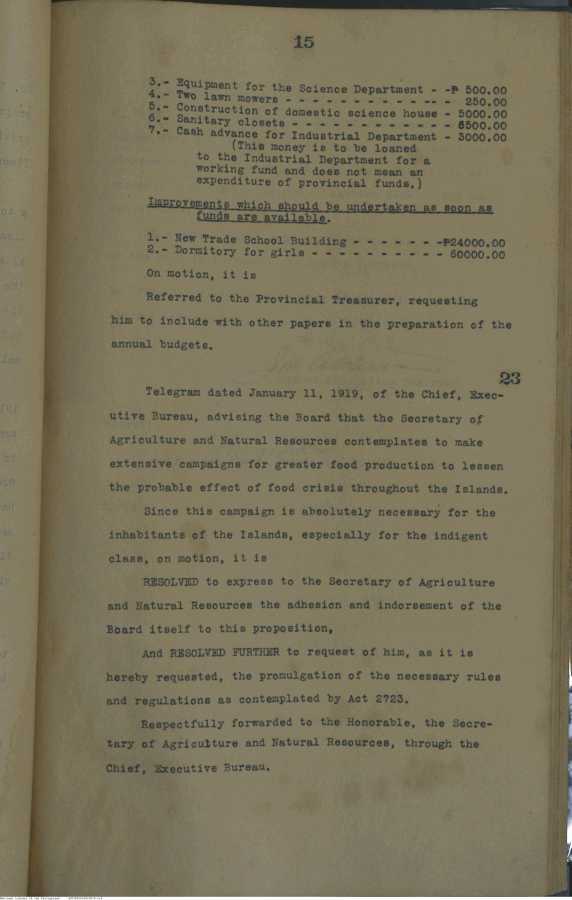 15
3.- Equipment for the Science Department - -₱ 500.00
4.- Two lawn mowers - - - - - - - - - - - -- - 250.00
5.- Construction of domestic science house - 5000.00
6.- Sanitary closets - - - - - - - - - - - - 6500.00
7.- Cash advance for Industrial Department - 3000.00
(This money is to be loaned
to the Industrial Department for a
working fund and does not mean an
expenditure of provincial funds.)
Improvements which should be undertaken as soon as
funds are available.
1.- New Trade School Building - - - - - - -₱24000.00
2.- Dormitory for girls - - - - - - - - - - 60000.00
On motion, it is
Referred to the Provincial Treasurer, requesting
him to include with other papers in the preparation of the
annual budgets.
23
Telegram dated January 11, 1919, of the Chief, Exec-
utive Bureau, advising the Board that the Secretary of
Agriculture and Natural Resources contemplates to make
extensive campaigns for greater food production to lessen
the probable effect of food crisis throughout the Islands.
Since this campaign is absolutely necessary for the
inhabitants of the Islands, especially for the indigent
class, on motion, it is
RESOLVED to express to the Secretary of Agriculture
and Natural Resources the adhesion and indorsement of the
Board itself to this proposition,
And RESOLVED FURTHER to request of him, as it is
hereby requested, the promulgation of the necessary rules
and regulations as contemplated by Act 2723.
Respectfully forwarded to the Honorable, the Secre-
tary of Agriculture and Natural Resources, through the
Chief, Executive Bureau.